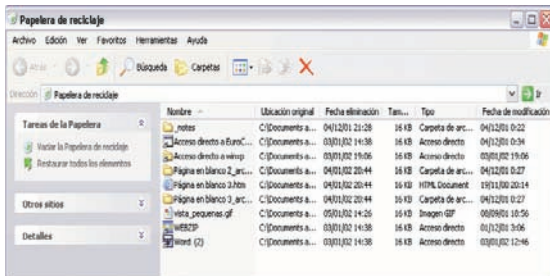 Papelera de reciclaje
Archivo Edición Ver Favoritos Herramientas Ayuda
Atrás Búsqueda Carpetas
Dirección Papelera de reciclaje Ir
Tareas de la Papelera
Vaciar la Papelera de reciclaje
Restaurar todos los elementos
Otros sitios
Detalles
Nombre Ubicación original Fecha eliminación Tam... Tipo Fecha de modificación
_notes C:\Documents a... 04/12/01 21:28 16 KB Carpeta de arc... 04/12/01 0:22
Acceso directo a EuroC... C:\Documents a... 03/01/02 14:38 16 KB Acceso directo 04/12/01 0:34
Acceso directo a winxp C:\Documents a... 03/01/02 19:06 16 KB Acceso directo 03/01/02 19:06
Página en blanco 2_arc... C:\Documents a... 04/01/02 20:44 16 KB Carpeta de arc... 04/12/01 0:27
Página en blanco 3.htm C:\Documents a... 04/01/02 20:44 16 KB HTML Document 19/11/00 20:14
Página en blanco 3_arc... C:\Documents a... 04/01/02 20:44 16 KB Carpeta de arc... 04/12/01 0:27
vista_pequenas.gif C:\Documents a... 05/01/02 14:26 16 KB Imagen GIF 08/09/01 10:56
WEBZIP C:\Documents a... 03/01/02 14:38 16 KB Acceso directo 01/12/01 3:06
Word (2) C:\Documents a... 03/01/02 14:38 16 KB Acceso directo 03/01/02 12:46